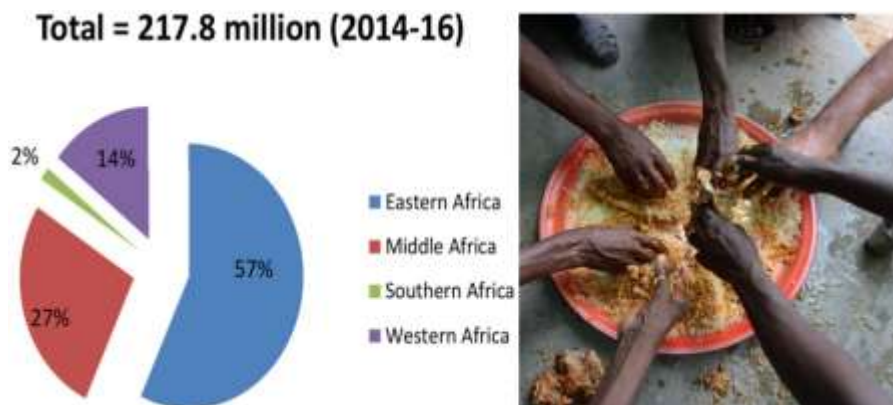 Total = 217.8 million (2014-16)
2%
14%
57%
27%
Eastern Africa
Middle Africa
Southern Africa
Western Africa